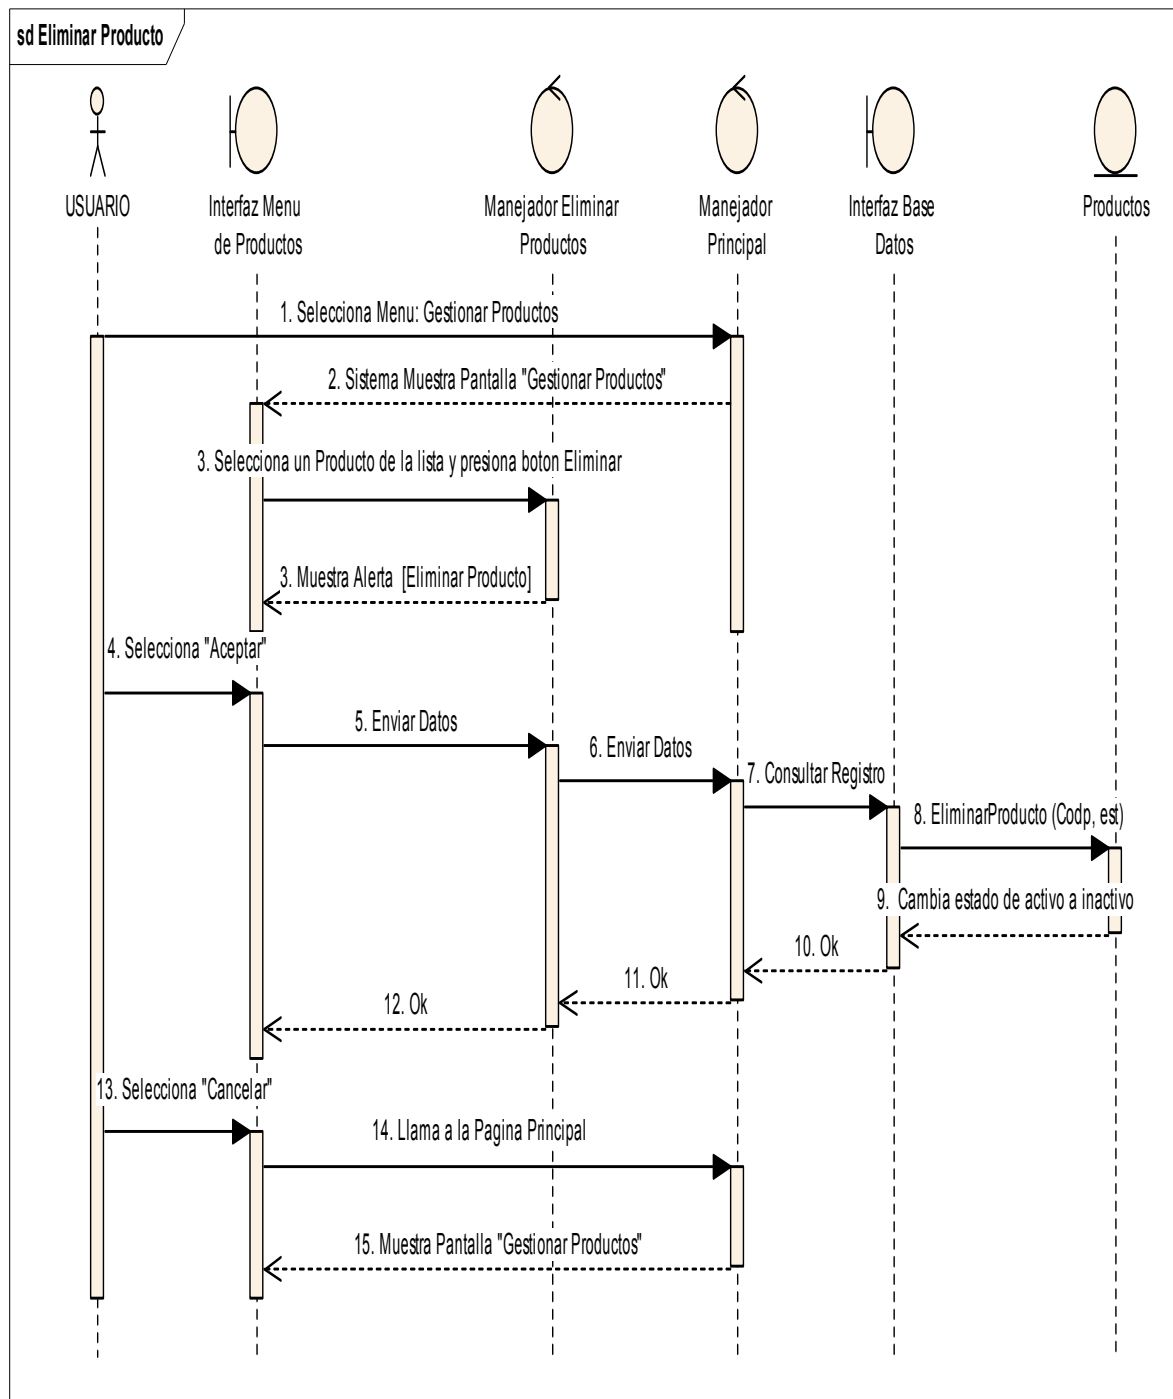 sd Eliminar Producto
USUARIO
Interfaz Menu
de Productos
Manejador Eliminar
Productos
Manejador
Principal
Interfaz Base
Datos
Productos
1. Selecciona Menu: Gestionar Productos
2. Sistema Muestra Pantalla "Gestionar Productos"
3. Selecciona un Producto de la lista y presiona boton Eliminar
3. Muestra Alerta [Eliminar Producto]
4. Selecciona "Aceptar"
5. Enviar Datos
6. Enviar Datos
7. Consultar Registro
8. EliminarProducto (Codp, est)
9. Cambia estado de activo a inactivo
10. Ok
11. Ok
12. Ok
13. Selecciona "Cancelar"
14. Llama a la Pagina Principal
15. Muestra Pantalla "Gestionar Productos"